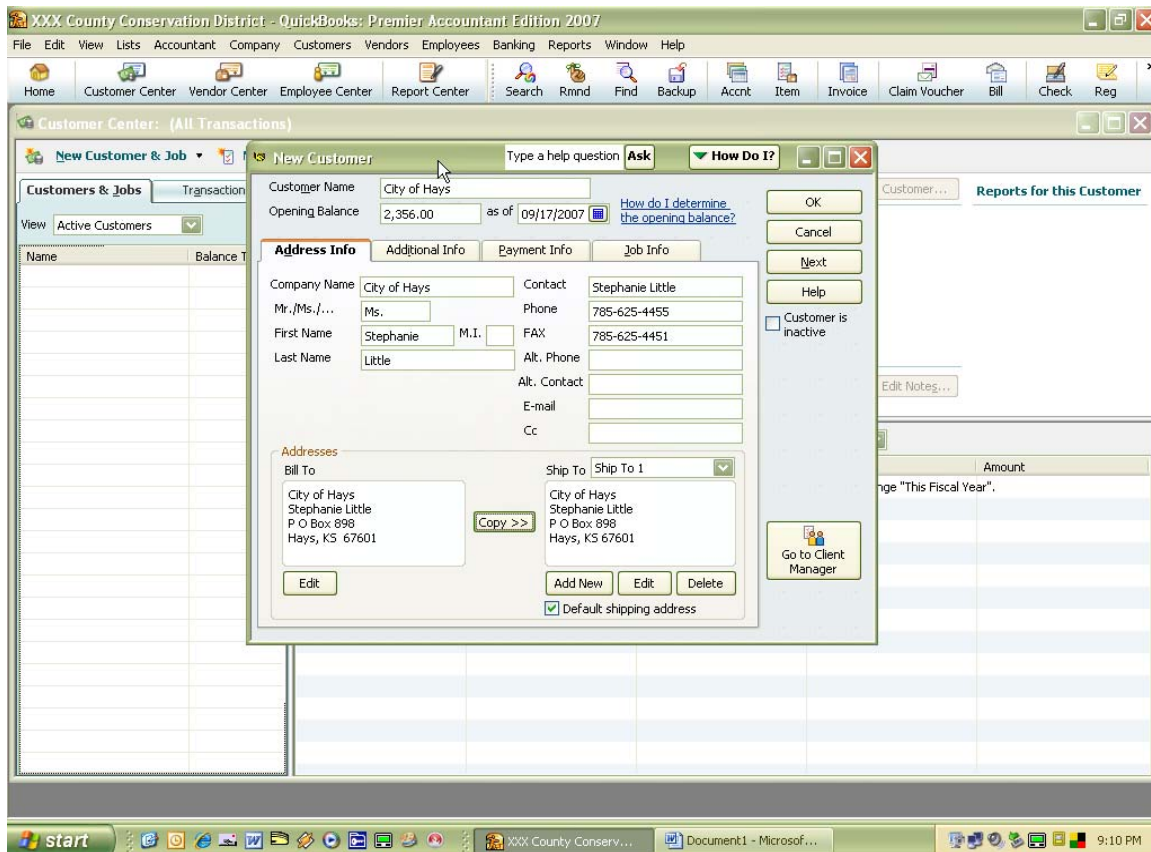 XXX County Conservation District - QuickBooks: Premier Accountant Edition 2007
File Edit View Lists Accountant Company Customers Vendors Employees Banking Reports Window Help
Home Customer Center Vendor Center Employee Center Report Center Search Rmnd Find Backup Accnt Item Invoice Claim Voucher Bill Check Reg
Customer Center: (All Transactions)
New Customer & Job
Customers & Jobs Transaction
View Active Customers
Name Balance T
New Customer Type a help question Ask How Do I?
Customer Name City of Hays
Opening Balance 2,356.00 as of 09/17/2007 How do I determine
the opening balance?
OK
Cancel
Next
Help
Customer is
inactive
Address Info Additional Info Payment Info Job Info
Company Name City of Hays Contact Stephanie Little
Mr./Ms./... Ms. Phone 785-625-4455
First Name Stephanie M.I. FAX 785-625-4451
Last Name Little Alt. Phone
Alt. Contact
E-mail
Cc
Addresses
Bill To Ship To Ship To 1
City of Hays
Stephanie Little
P O Box 898
Hays, KS 67601
Copy >>
City of Hays
Stephanie Little
P O Box 898
Hays, KS 67601
Edit Add New Edit Delete
Default shipping address
Go to Client
Manager
Customer... Reports for this Customer
Edit Notes...
Amount
nge "This Fiscal Year".
start XXX County Conserv... Document1 - Microsof... 9:10 PM